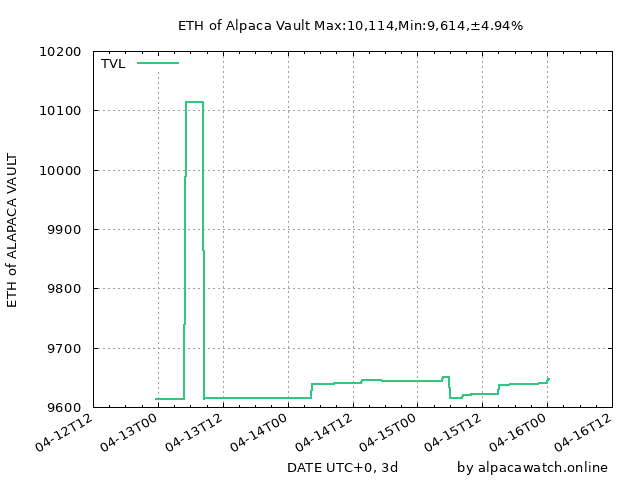 ETH of Alpaca Vault Max:10,114,Min:9,614,±4.94%
TVL
10200
10100
10000
9900
9800
9700
9600
ETH of ALAPACA VAULT
04-12T12
04-13T00
04-13T12
04-14T00
04-14T12
04-15T00
04-15T12
04-16T00
04-16T12
DATE UTC+0, 3d
by alpacawatch.online